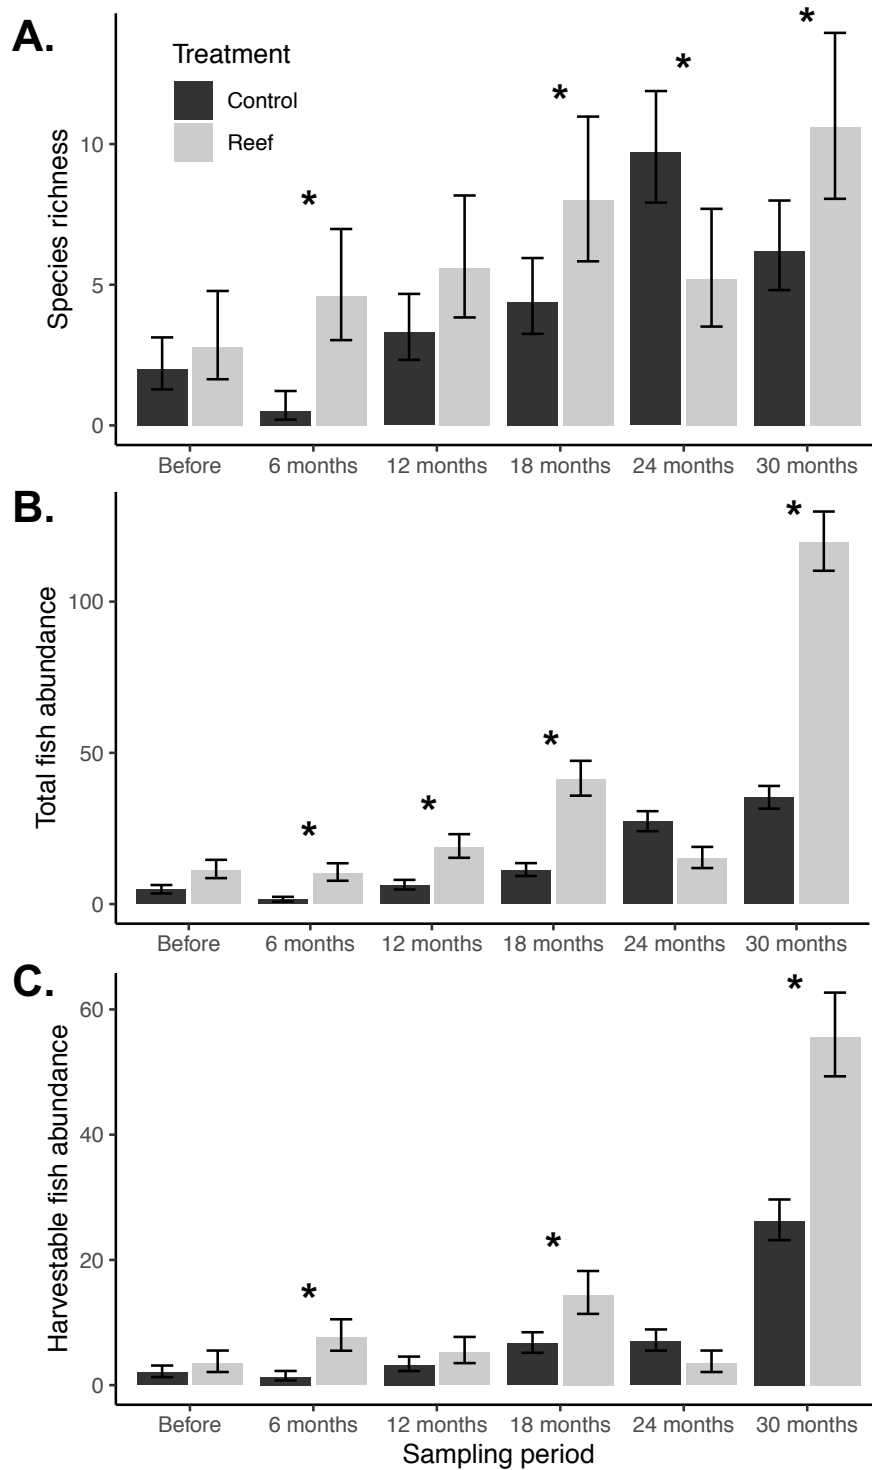 A.
Treatment
Control
Reef
*
*
*
*
Species richness
10
5
0
Before 6 months 12 months 18 months 24 months 30 months
B.
*
*
*
*
Total fish abundance
100
50
0
Before 6 months 12 months 18 months 24 months 30 months
C.
*
*
*
Harvestable fish abundance
60
40
20
0
Before 6 months 12 months 18 months 24 months 30 months
Sampling period